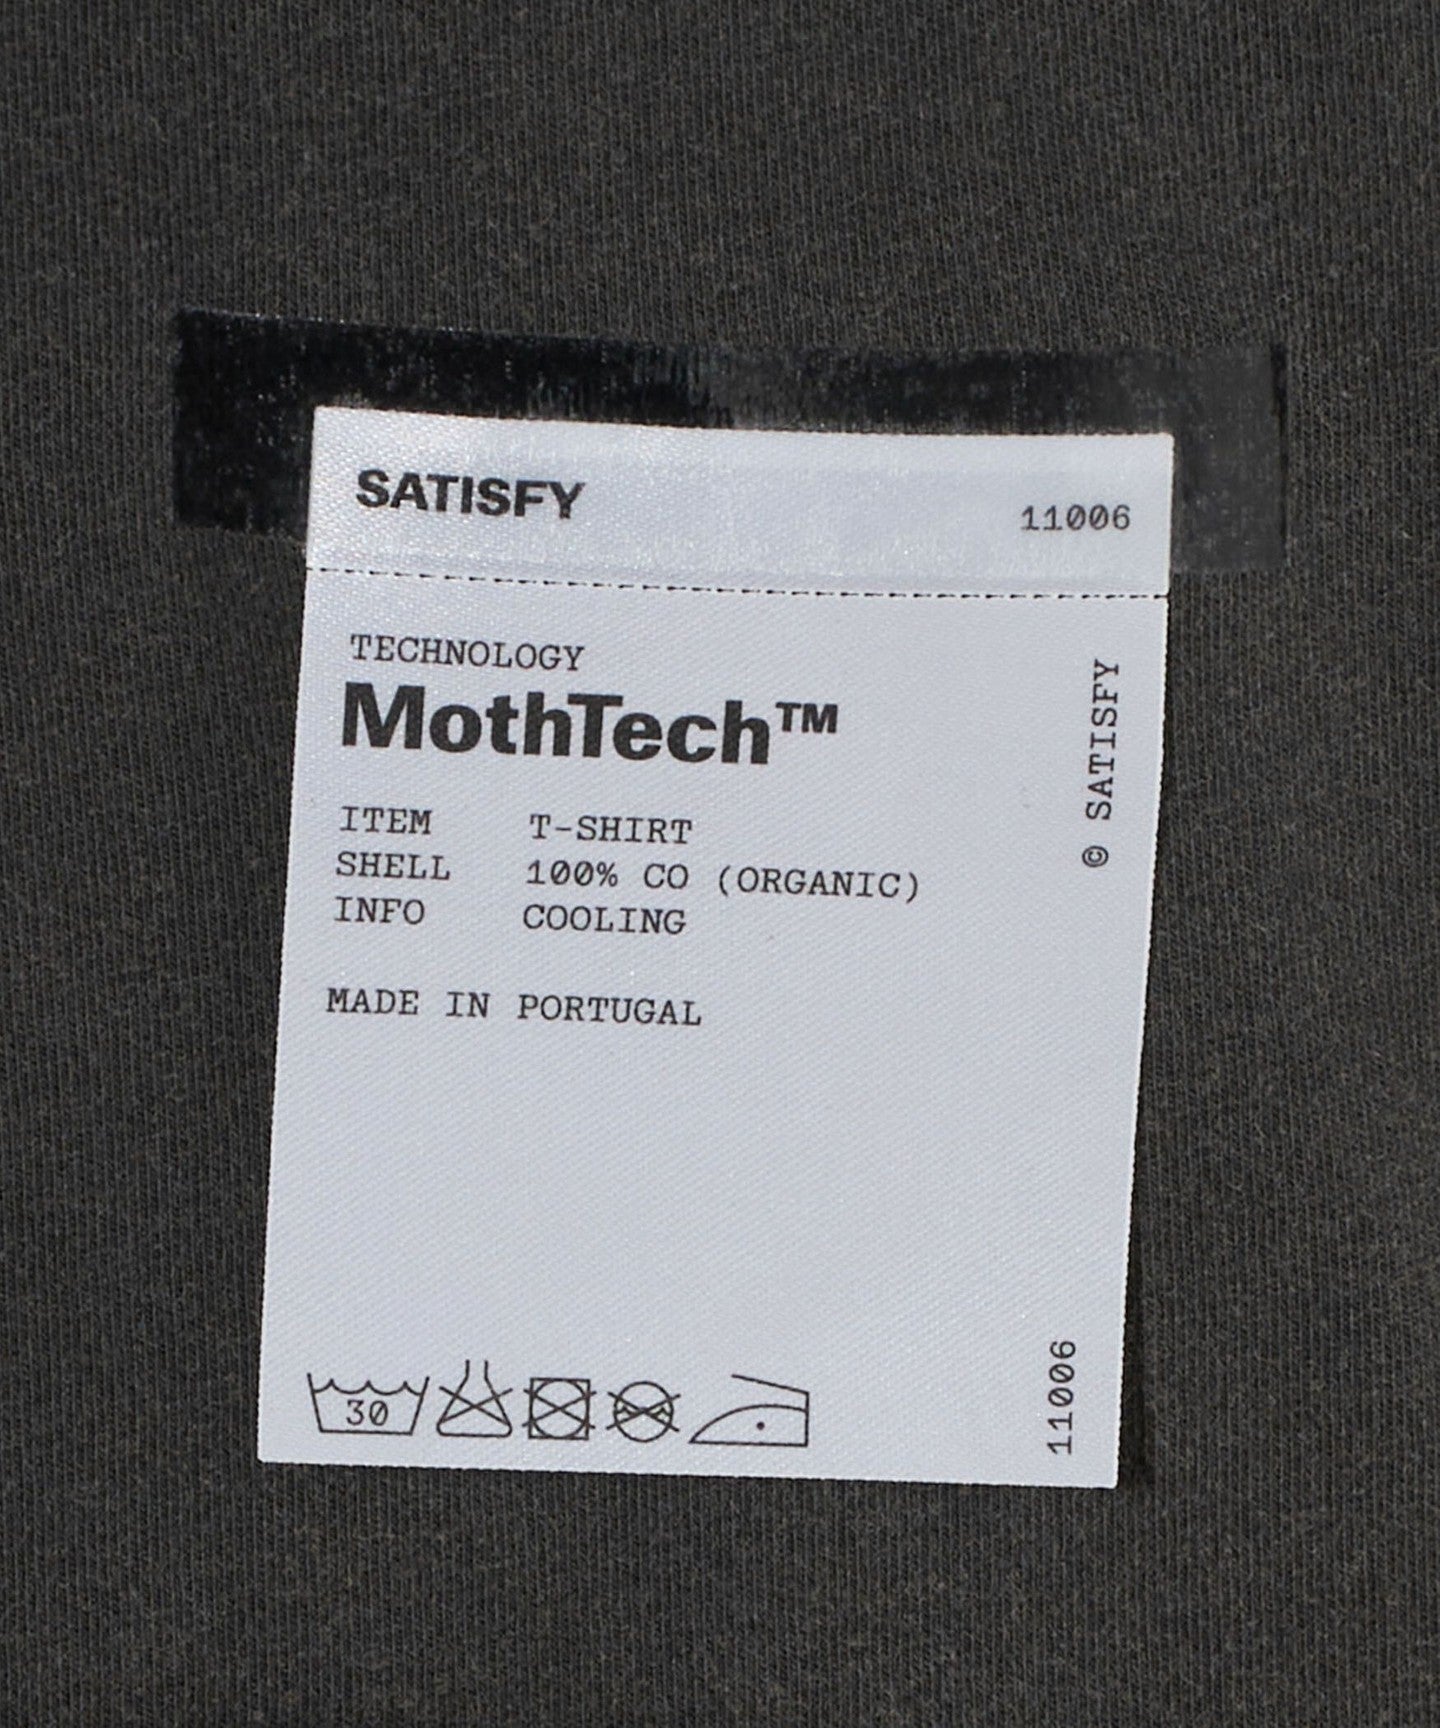 SATISFY 11006
TECHNOLOGY
MothTech™
ITEM T-SHIRT
SHELL 100% CO (ORGANIC)
INFO COOLING
MADE IN PORTUGAL
© SATISFY
30
11006